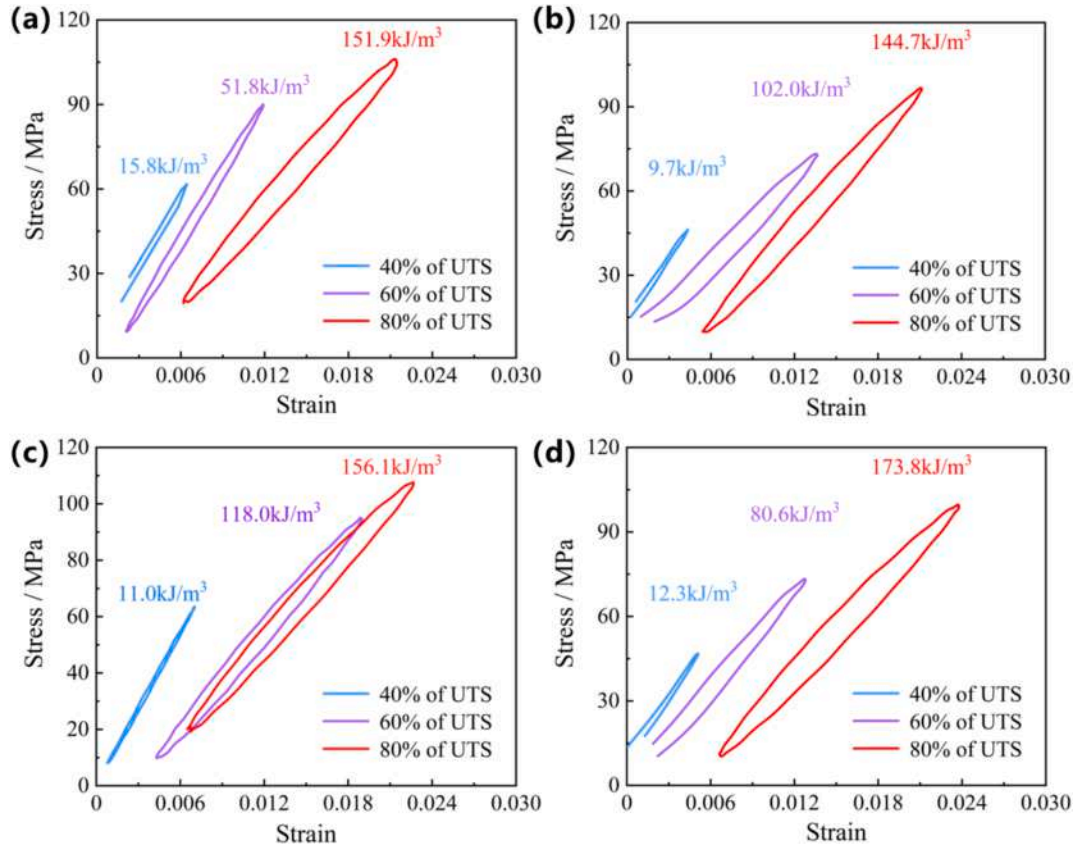 (a)
120
90
60
30
0
Stress / MPa
151.9kJ/m³
51.8kJ/m³
15.8kJ/m³
40% of UTS
60% of UTS
80% of UTS
0 0.006 0.012 0.018 0.024 0.030
Strain
(b)
120
90
60
30
0
Stress / MPa
144.7kJ/m³
102.0kJ/m³
9.7kJ/m³
40% of UTS
60% of UTS
80% of UTS
0 0.006 0.012 0.018 0.024 0.030
Strain
(c)
120
100
80
60
40
20
0
Stress / MPa
156.1kJ/m³
118.0kJ/m³
11.0kJ/m³
40% of UTS
60% of UTS
80% of UTS
0 0.006 0.012 0.018 0.024 0.030
Strain
(d)
120
90
60
30
0
Stress / MPa
173.8kJ/m³
80.6kJ/m³
12.3kJ/m³
40% of UTS
60% of UTS
80% of UTS
0 0.006 0.012 0.018 0.024 0.030
Strain